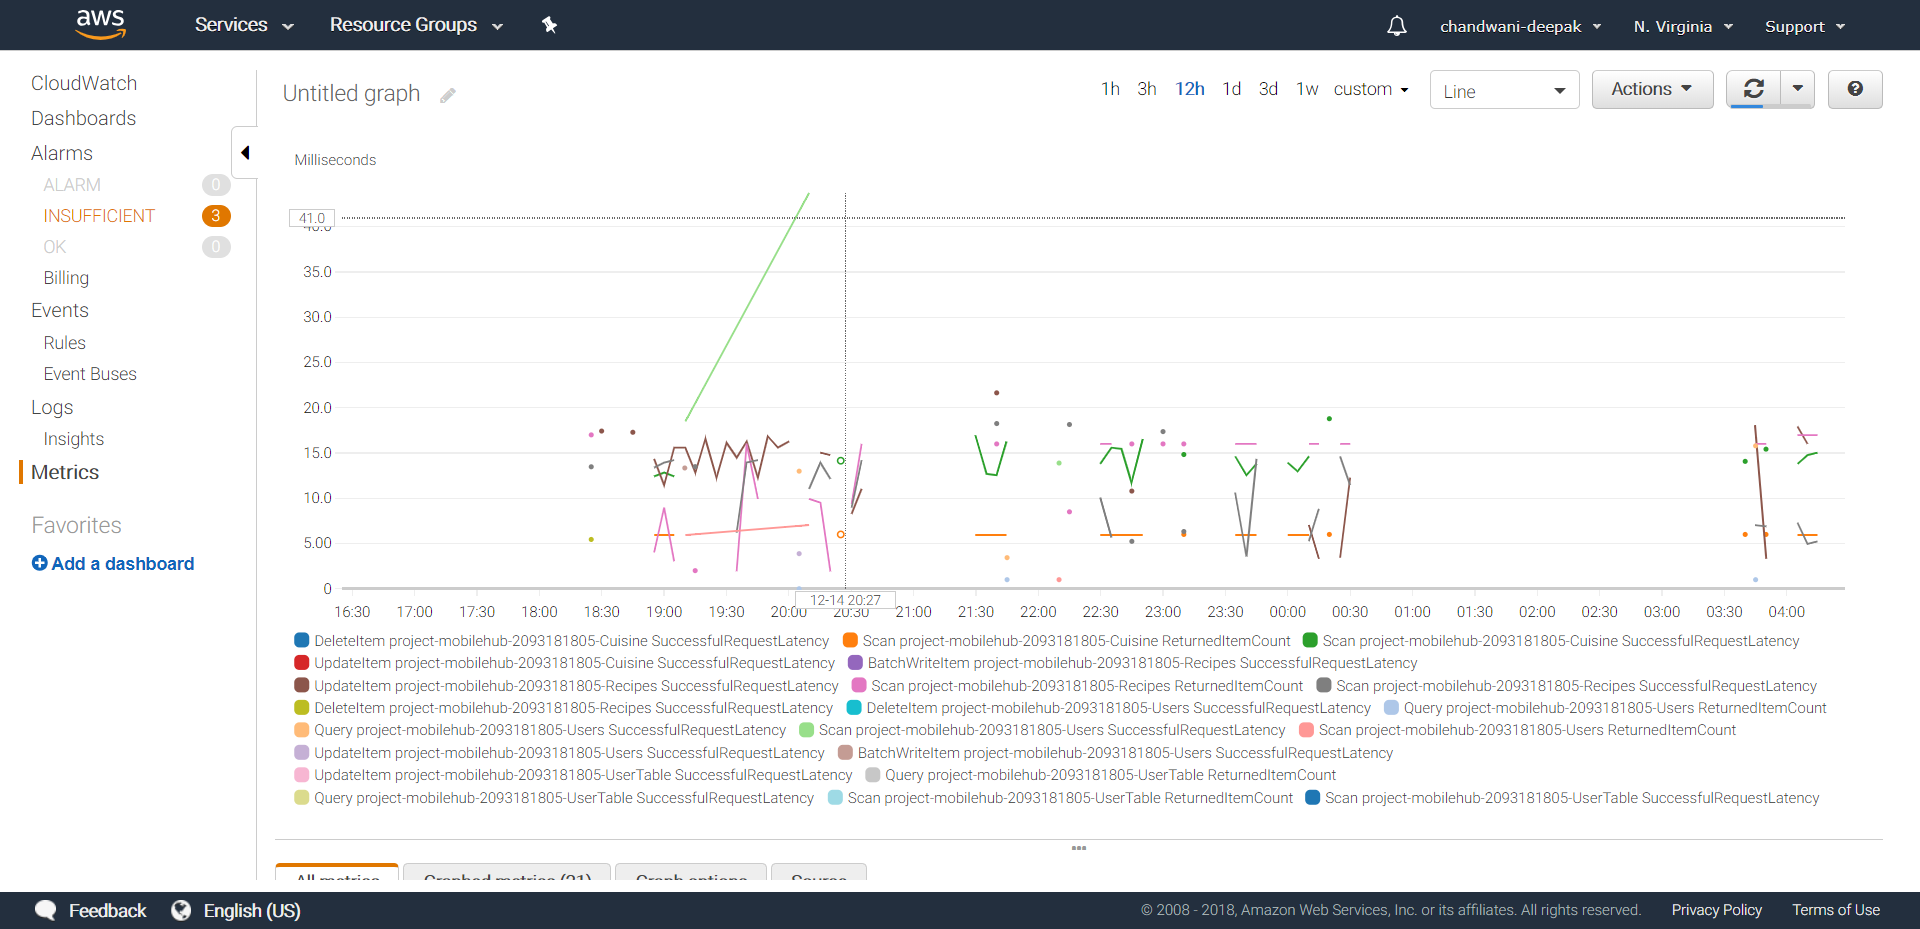 aws Services Resource Groups chandwani-deepak N. Virginia Support
CloudWatch
Dashboards
Alarms
ALARM 0
INSUFFICIENT 3
OK 0
Billing
Events
Rules
Event Buses
Logs
Insights
Metrics
Favorites
Add a dashboard
Untitled graph 1h 3h 12h 1d 3d 1w custom Line Actions ?
Milliseconds
41.0
40.0
35.0
30.0
25.0
20.0
15.0
10.0
5.00
0
12-14 20:27
16:30 17:00 17:30 18:00 18:30 19:00 19:30 20:00 20:30 21:00 21:30 22:00 22:30 23:00 23:30 00:00 00:30 01:00 01:30 02:00 02:30 03:00 03:30 04:00
DeleteItem project-mobilehub-2093181805-Cuisine SuccessfulRequestLatency Scan project-mobilehub-2093181805-Cuisine ReturnedItemCount Scan project-mobilehub-2093181805-Cuisine SuccessfulRequestLatency
UpdateItem project-mobilehub-2093181805-Cuisine SuccessfulRequestLatency BatchWriteItem project-mobilehub-2093181805-Recipes SuccessfulRequestLatency
UpdateItem project-mobilehub-2093181805-Recipes SuccessfulRequestLatency Scan project-mobilehub-2093181805-Recipes ReturnedItemCount Scan project-mobilehub-2093181805-Recipes SuccessfulRequestLatency
DeleteItem project-mobilehub-2093181805-Recipes SuccessfulRequestLatency DeleteItem project-mobilehub-2093181805-Users SuccessfulRequestLatency Query project-mobilehub-2093181805-Users ReturnedItemCount
Query project-mobilehub-2093181805-Users SuccessfulRequestLatency Scan project-mobilehub-2093181805-Users SuccessfulRequestLatency Scan project-mobilehub-2093181805-Users ReturnedItemCount
UpdateItem project-mobilehub-2093181805-Users SuccessfulRequestLatency BatchWriteItem project-mobilehub-2093181805-Users SuccessfulRequestLatency
UpdateItem project-mobilehub-2093181805-UserTable SuccessfulRequestLatency Query project-mobilehub-2093181805-UserTable ReturnedItemCount
Query project-mobilehub-2093181805-UserTable SuccessfulRequestLatency Scan project-mobilehub-2093181805-UserTable ReturnedItemCount Scan project-mobilehub-2093181805-UserTable SuccessfulRequestLatency
All metrics Graphed metrics (21) Graph options Source
Feedback English (US) © 2008 - 2018, Amazon Web Services, Inc. or its affiliates. All rights reserved. Privacy Policy Terms of Use